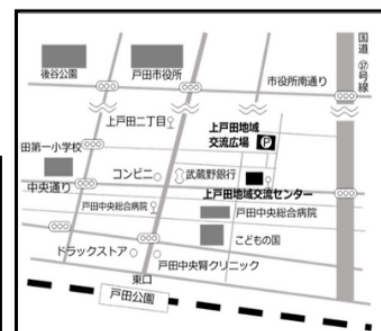 後谷公園
戸田市役所
国道⑰号線
市役所南通り
上戸田二丁目
上戸田地域
交流広場
P
田第一小学校
コンビニ
武蔵野銀行
中央通り
上戸田地域交流センター
戸田中央総合病院
戸田中央総合病院
こどもの国
ドラックストア
戸田中央腎クリニック
東口
戸田公園